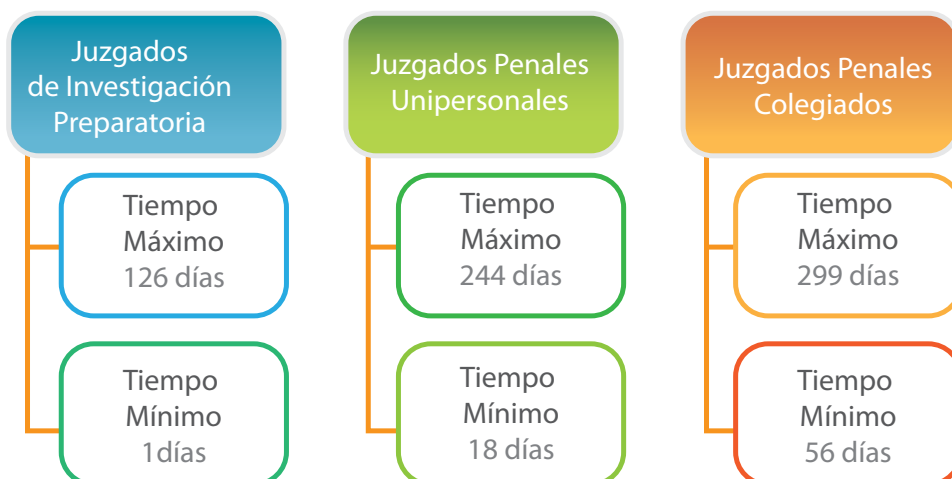 Juzgados
de Investigación
Preparatoria
Tiempo
Máximo
126 días
Tiempo
Mínimo
1días
Juzgados Penales
Unipersonales
Tiempo
Máximo
244 días
Tiempo
Mínimo
18 días
Juzgados Penales
Colegiados
Tiempo
Máximo
299 días
Tiempo
Mínimo
56 días